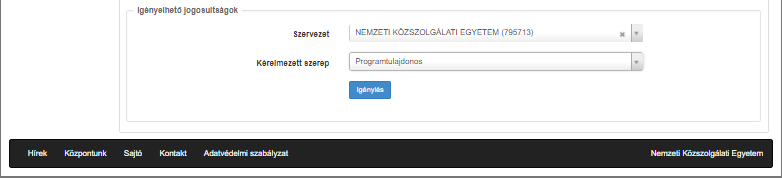 Igényelhető jogosultságok
Szervezet NEMZETI KÖZSZOLGÁLATI EGYETEM (795713)
Kérelmezett szerep Programtulajdonos
Igénylés
Hírek Központunk Sajtó Kontakt Adatvédelmi szabályzat Nemzeti Közszolgálati Egyetem